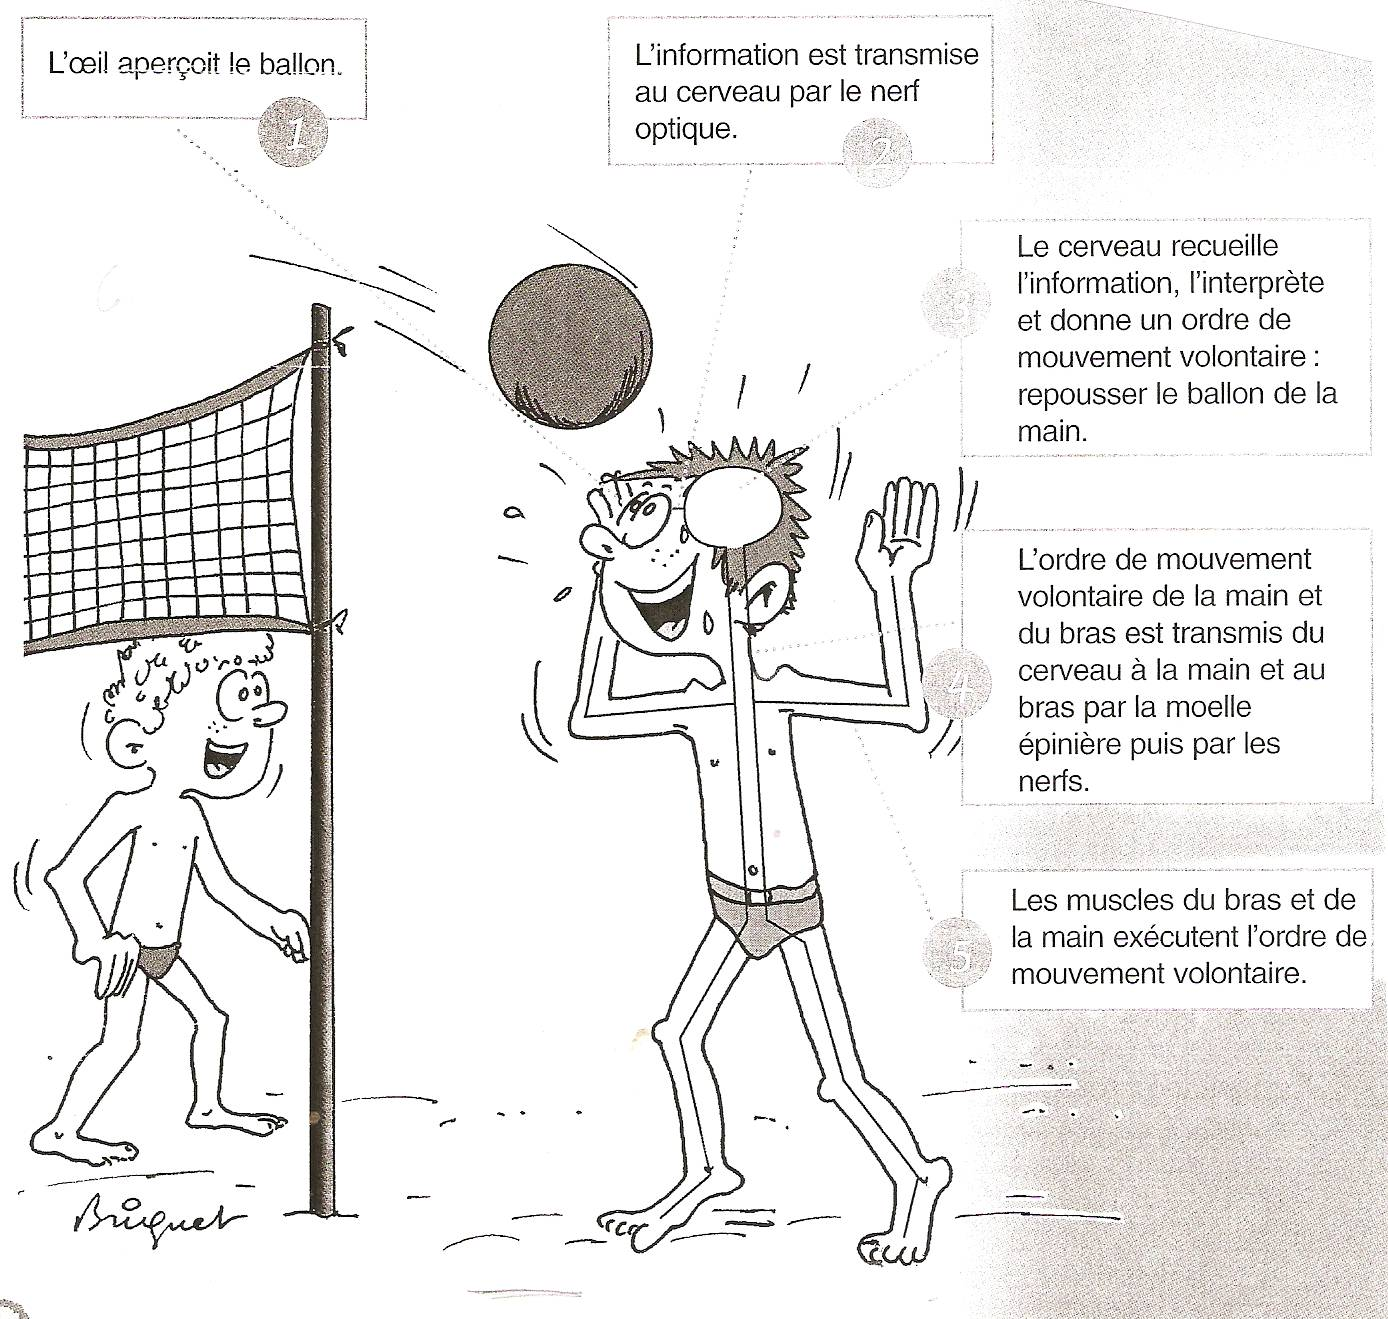 L'œil aperçoit le ballon.
1
L'information est transmise
au cerveau par le nerf
optique.
2
Le cerveau recueille
l'information, l'interprète
et donne un ordre de
mouvement volontaire :
repousser le ballon de la
main.
3
L'ordre de mouvement
volontaire de la main et
du bras est transmis du
cerveau à la main et au
bras par la moelle
épinière puis par les
nerfs.
4
Les muscles du bras et de
la main exécutent l'ordre de
mouvement volontaire.
5
Bruquet